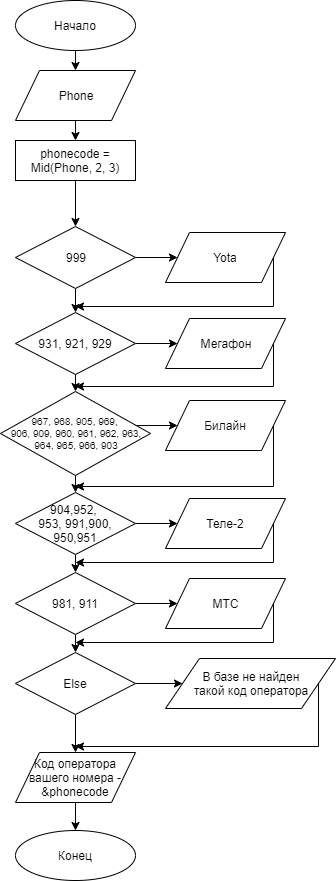 Начало
Phone
phonecode =
Mid(Phone, 2, 3)
999
Yota
931, 921, 929
Мегафон
967, 968, 905, 969,
906, 909, 960, 961, 962, 963,
964, 965, 966, 903
Билайн
904,952,
953, 991,900,
950,951
Теле-2
981, 911
МТС
Else
В базе не найден
такой код оператора
Код оператора
вашего номера -
&phonecode
Конец